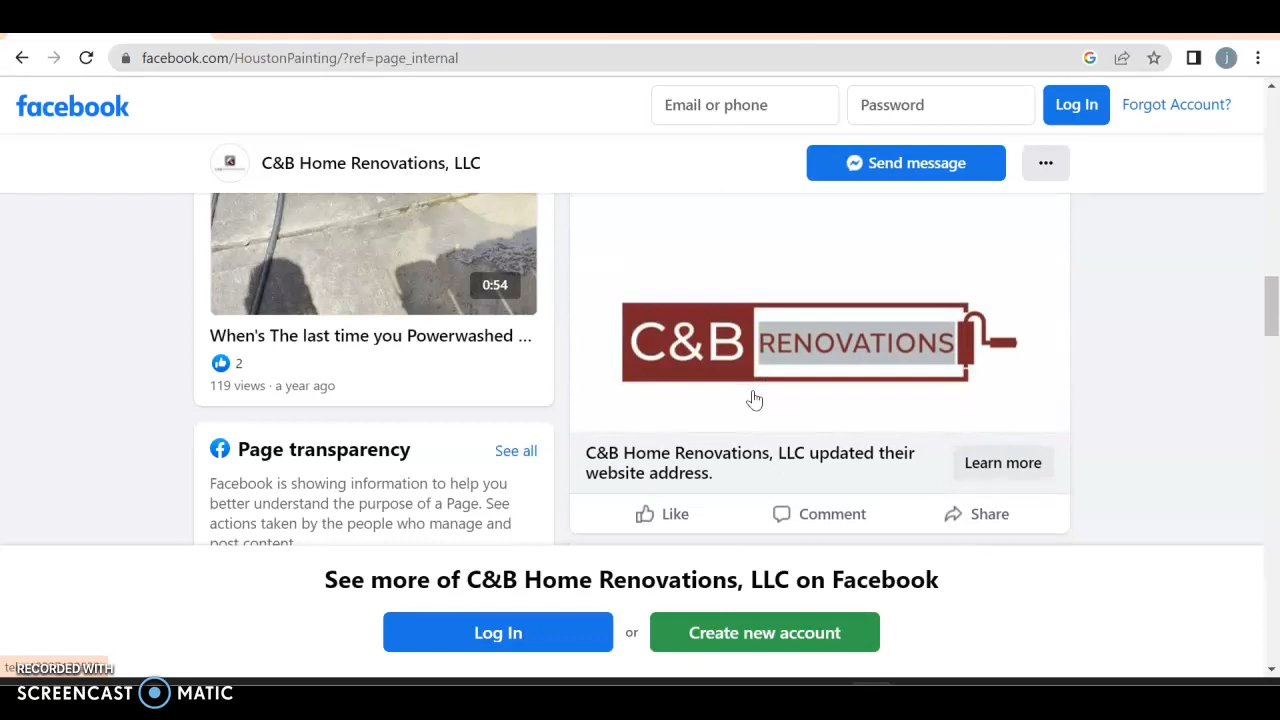 facebook.com/HoustonPainting/?ref=page_internal
G
j
facebook
Email or phone
Password
Log In
Forgot Account?
C&B Home Renovations, LLC
Send message
0:54
When's The last time you Powerwashed ...
2
119 views · a year ago
C&B RENOVATIONS
C&B Home Renovations, LLC updated their
website address.
Learn more
Like
Comment
Share
Page transparency
See all
Facebook is showing information to help you
better understand the purpose of a Page. See
actions taken by the people who manage and
post content.
See more of C&B Home Renovations, LLC on Facebook
Log In
or
Create new account
RECORDED WITH
SCREENCAST MATIC